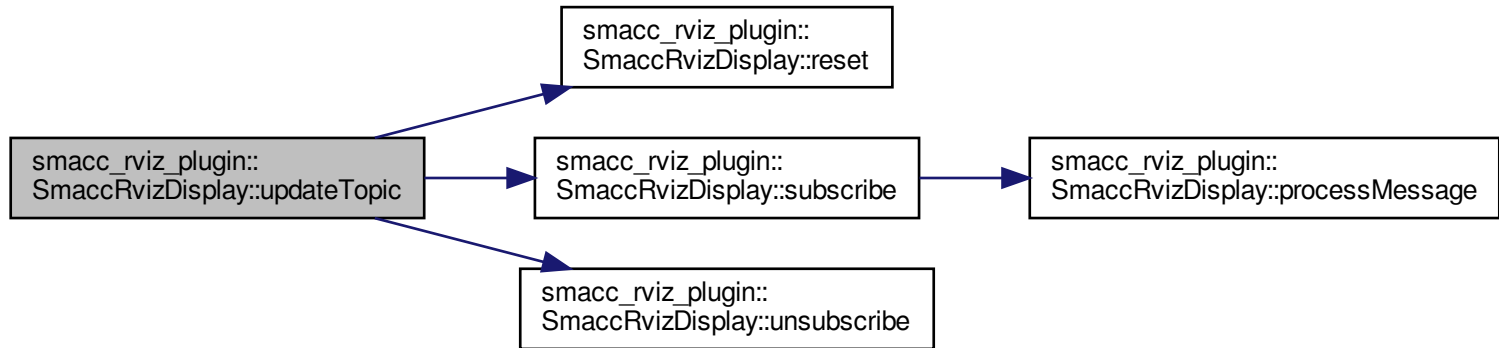 smacc_rviz_plugin::
SmaccRvizDisplay::reset
smacc_rviz_plugin::
SmaccRvizDisplay::updateTopic
smacc_rviz_plugin::
SmaccRvizDisplay::subscribe
smacc_rviz_plugin::
SmaccRvizDisplay::processMessage
smacc_rviz_plugin::
SmaccRvizDisplay::unsubscribe